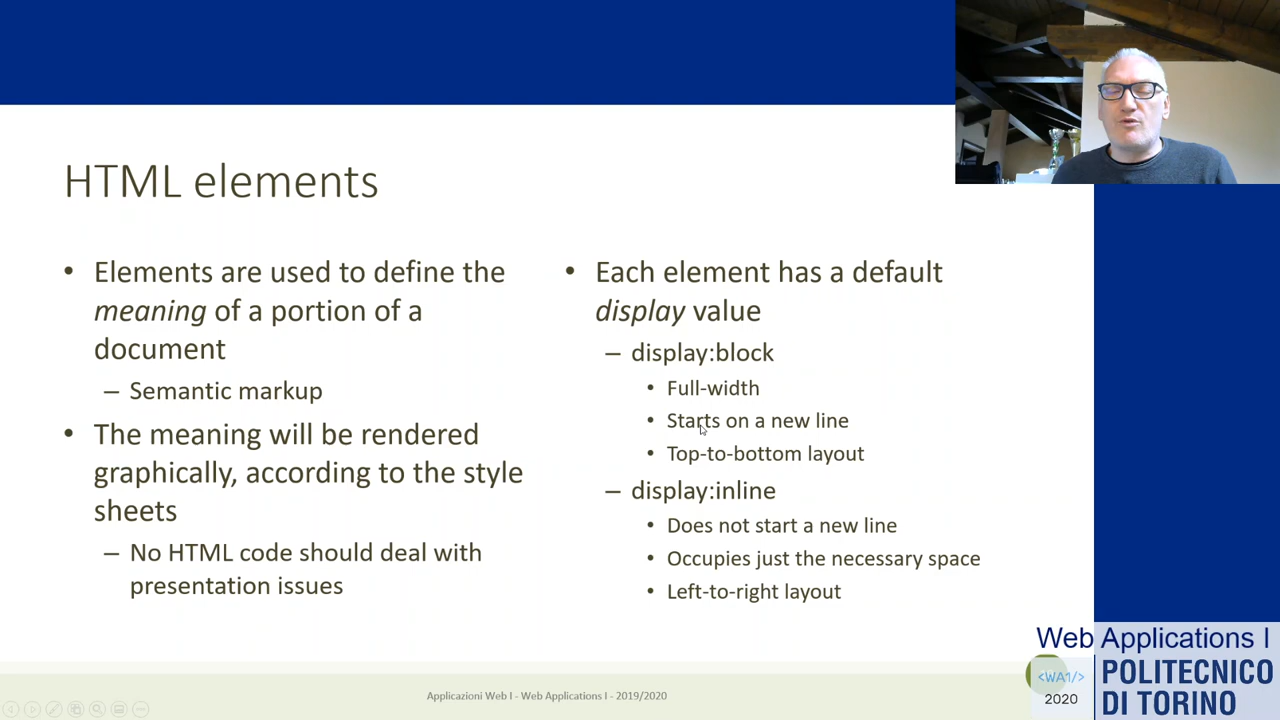 HTML elements
• Elements are used to define the
meaning of a portion of a
document
– Semantic markup
• The meaning will be rendered
graphically, according to the style
sheets
– No HTML code should deal with
presentation issues
• Each element has a default
display value
– display:block
• Full-width
• Starts on a new line
• Top-to-bottom layout
– display:inline
• Does not start a new line
• Occupies just the necessary space
• Left-to-right layout
Applicazioni Web I - Web Applications I - 2019/2020
Web Applications I
<WA1/>
2020
POLITECNICO
DI TORINO